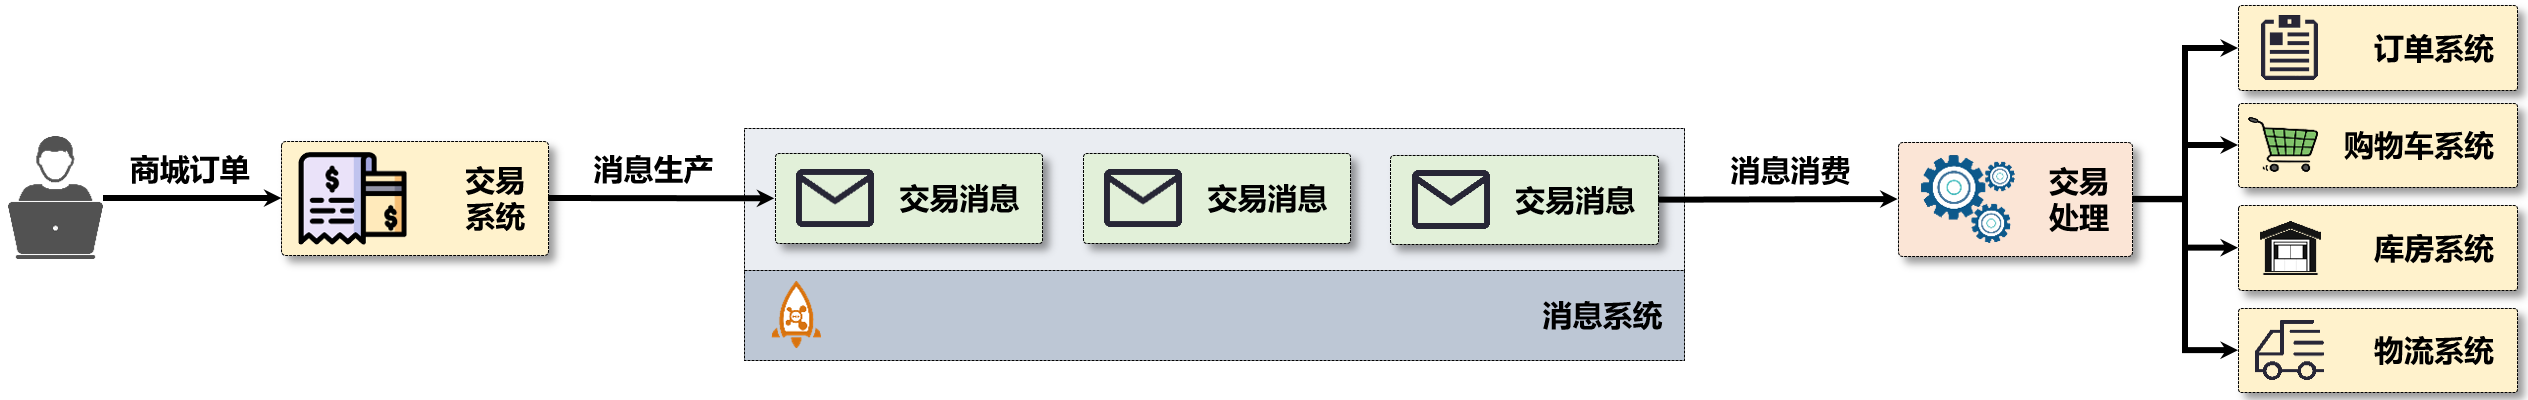 商城订单
交易
系统
消息生产
交易消息
交易消息
交易消息
消息系统
消息消费
交易
处理
订单系统
购物车系统
库房系统
物流系统